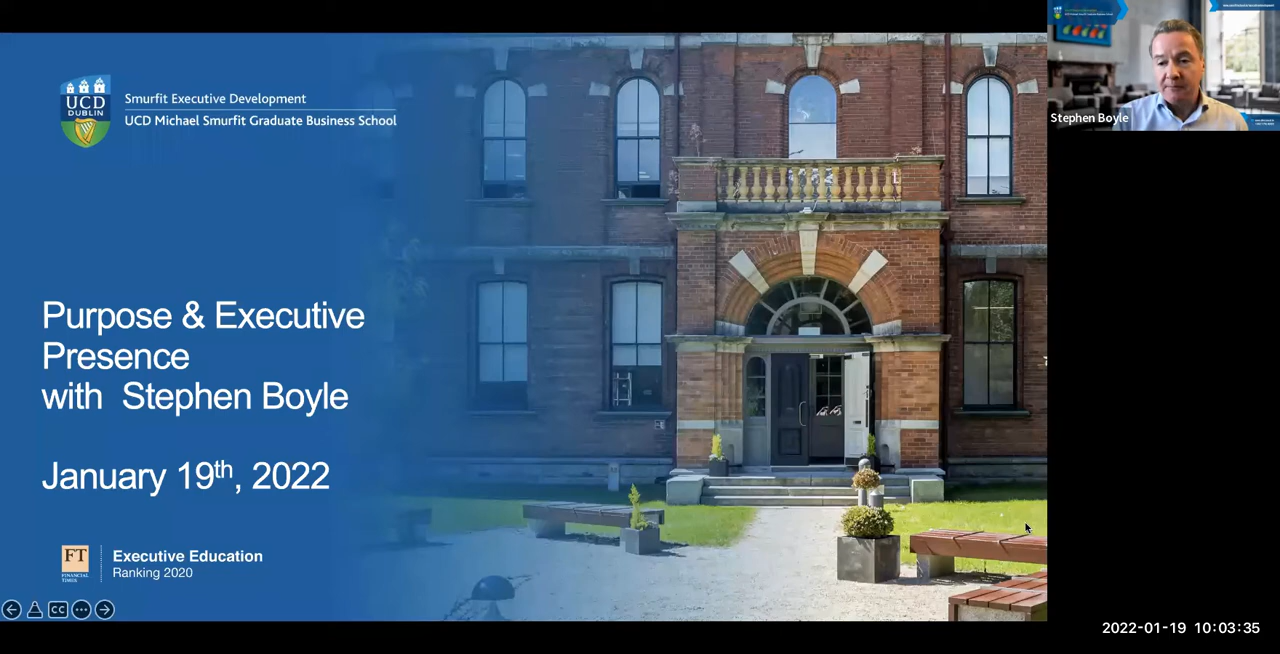 UCD
DUBLIN
Smurfit Executive Development
UCD Michael Smurfit Graduate Business School
Purpose & Executive
Presence
with Stephen Boyle
January 19th, 2022
FT
FINANCIAL
TIMES
Executive Education
Ranking 2020
CC
Stephen Boyle
2022-01-19 10:03:35